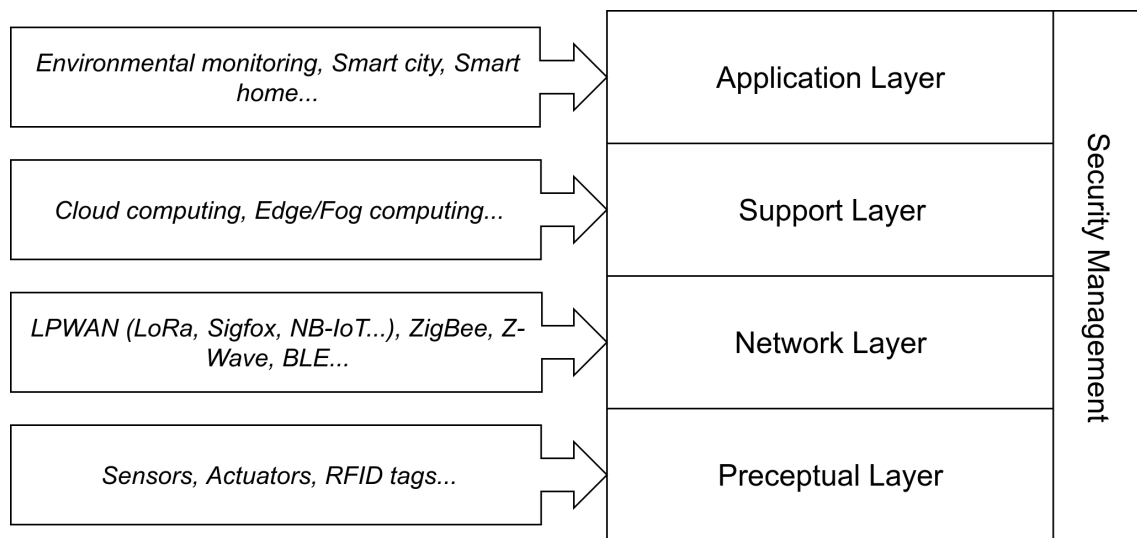 Environmental monitoring, Smart city, Smart
home...
Application Layer
Cloud computing, Edge/Fog computing...
Support Layer
LPWAN (LoRa, Sigfox, NB-IoT...), ZigBee, Z-
Wave, BLE...
Network Layer
Sensors, Actuators, RFID tags...
Preceptual Layer
Security Management